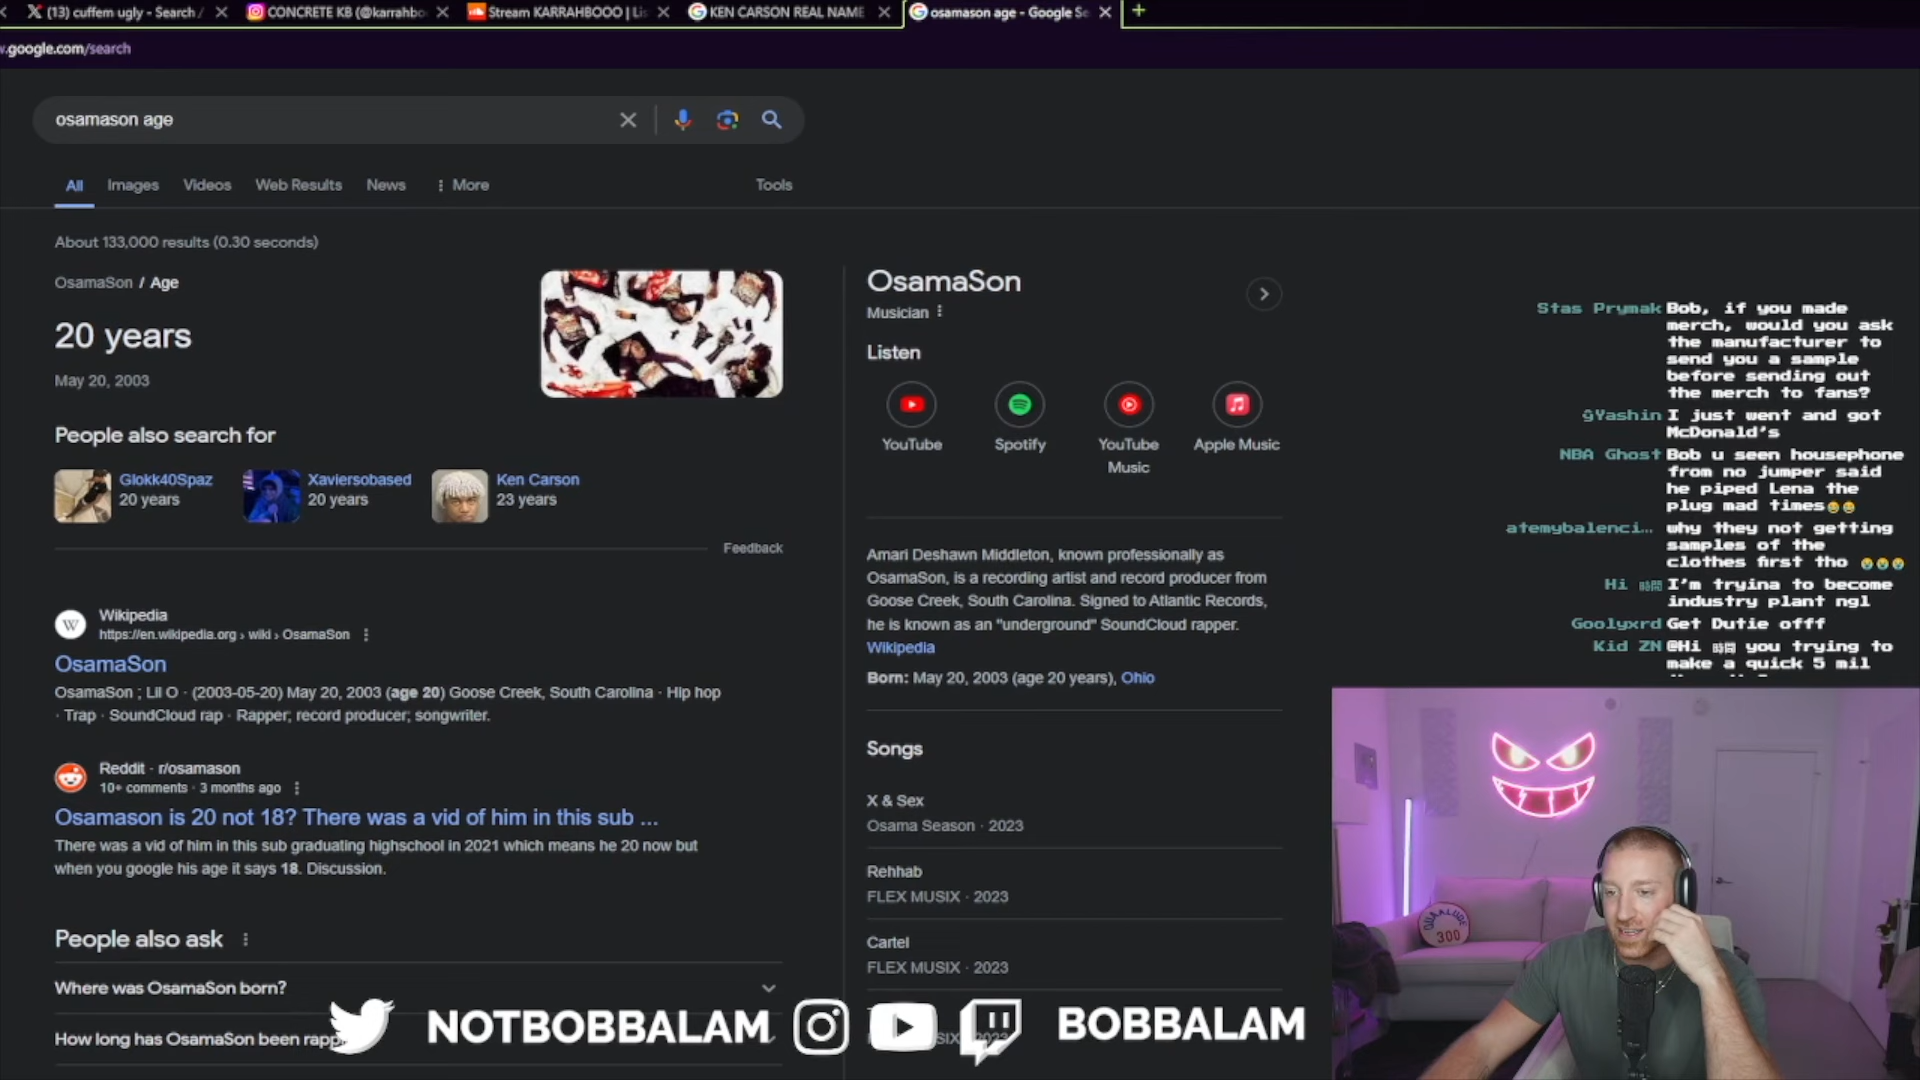 (13) cuffem ugly - Search /
CONCRETE KB (@karrahbo
Stream KARRAHBOOO | Li
KEN CARSON REAL NAME
osamason age - Google Se
.google.com/search
osamason age
All
Images
Videos
Web Results
News
More
Tools
About 133,000 results (0.30 seconds)
OsamaSon / Age
20 years
May 20, 2003
People also search for
Glokk40Spaz
20 years
Xaviersobased
20 years
Ken Carson
23 years
Feedback
Wikipedia
https://en.wikipedia.org › wiki › OsamaSon
OsamaSon
OsamaSon ; Lil O · (2003-05-20) May 20, 2003 (age 20) Goose Creek, South Carolina · Hip hop
· Trap · SoundCloud rap · Rapper; record producer; songwriter.
Reddit · r/osamason
10+ comments · 3 months ago
Osamason is 20 not 18? There was a vid of him in this sub ...
There was a vid of him in this sub graduating highschool in 2021 which means he 20 now but
when you google his age it says 18. Discussion.
People also ask
Where was OsamaSon born?
How long has OsamaSon been rapp
OsamaSon
Musician
Listen
YouTube
Spotify
YouTube
Music
Apple Music
Amari Deshawn Middleton, known professionally as
OsamaSon, is a recording artist and record producer from
Goose Creek, South Carolina. Signed to Atlantic Records,
he is known as an "underground" SoundCloud rapper.
Wikipedia
Born: May 20, 2003 (age 20 years), Ohio
Songs
X & Sex
Osama Season · 2023
Rehhab
FLEX MUSIX · 2023
Cartel
FLEX MUSIX · 2023
Stas Prymak Bob, if you made
merch, would you ask
the manufacturer to
send you a sample
before sending out
the merch to fans?
ĝYashin I just went and got
McDonald's
NBA Ghost Bob u seen housephone
from no jumper said
he piped Lena the
plug mad times😂😂
atemybalenci… why they not getting
samples of the
clothes first tho 😭😭😭
Hi I'm tryina to become
industry plant ngl
Goolyxrd Get Dutie offf
Kid ZN @Hi you trying to
make a quick 5 mil
QUAALUDE
300
NOTBOBBALAM
BOBBALAM